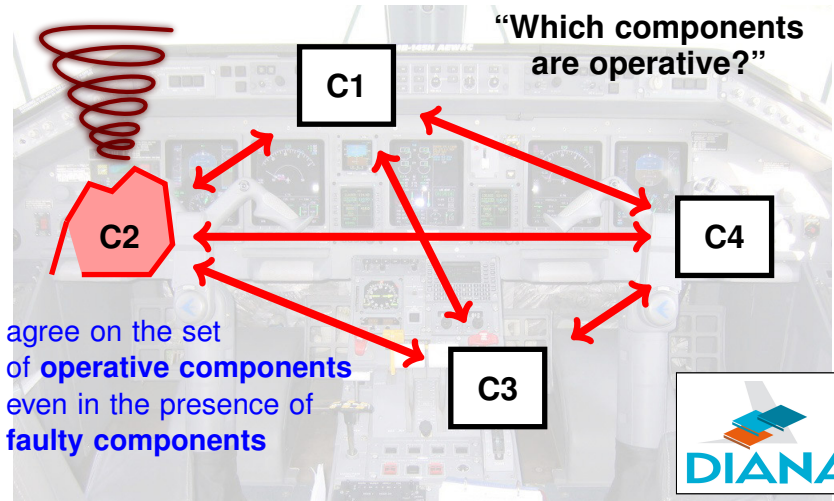 “Which components
are operative?”
C1
C2
C4
agree on the set
of operative components
even in the presence of
faulty components
C3
DIANA